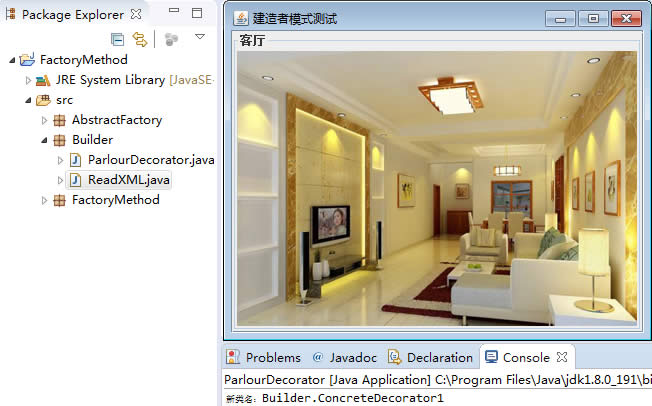 Package Explorer
FactoryMethod
JRE System Library [JavaSE-
src
AbstractFactory
Builder
ParlourDecorator.java
ReadXML.java
FactoryMethod
建造者模式测试
客厅
Problems
@ Javadoc
Declaration
Console
ParlourDecorator [Java Application] C:\Program Files\Java\jdk1.8.0_191\bi
新类名：Builder.ConcreteDecorator1